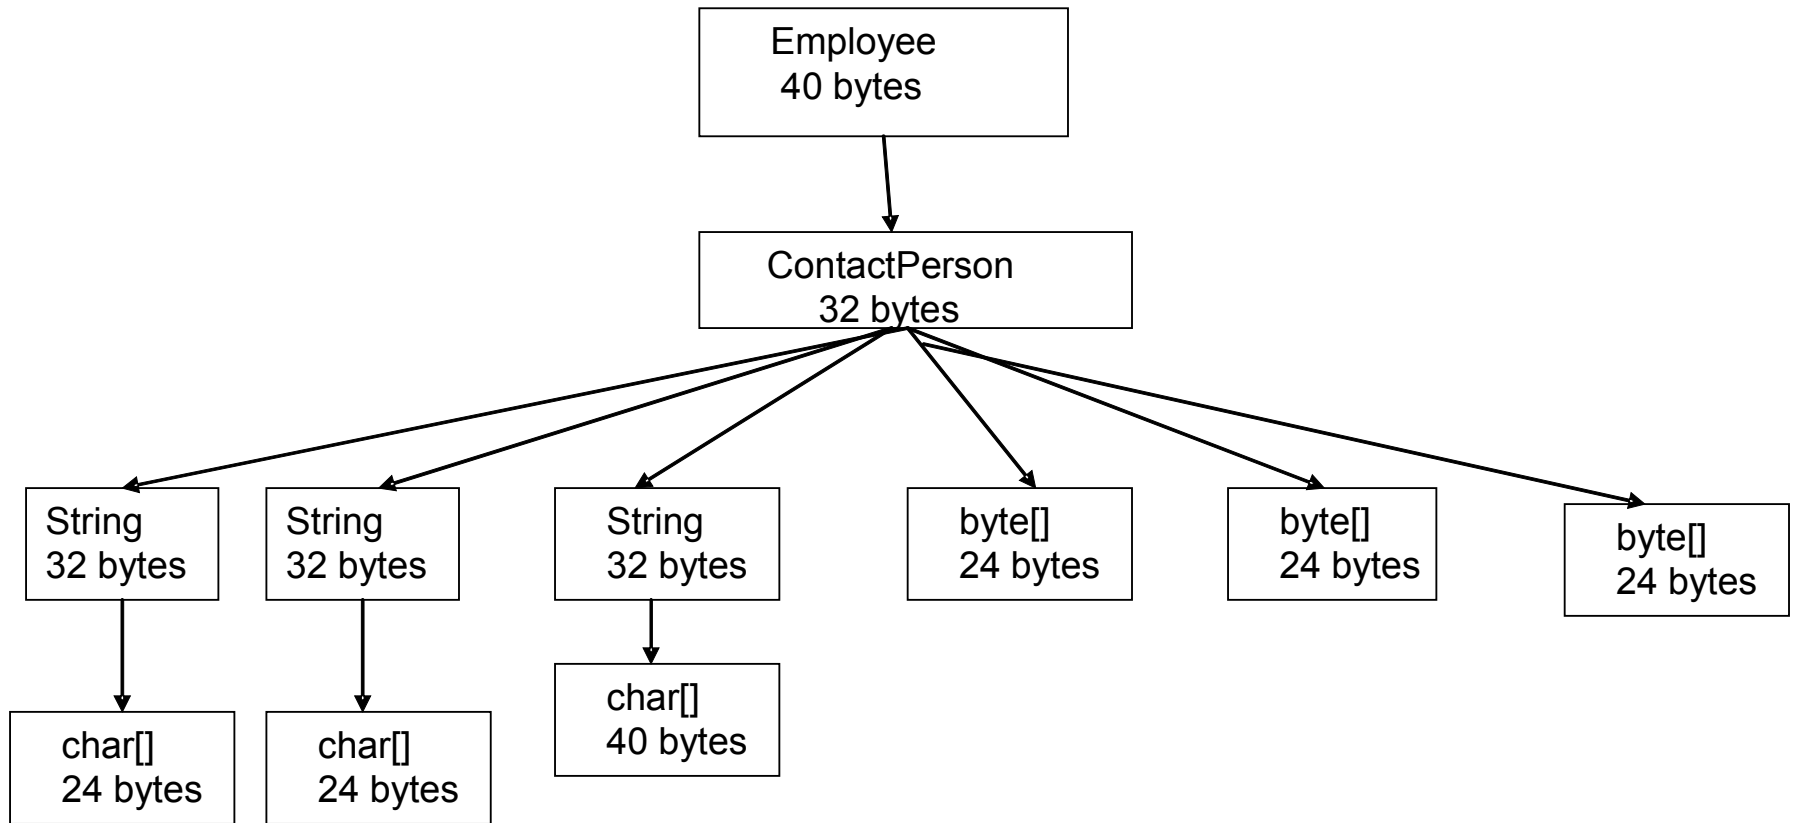 Employee
40 bytes
ContactPerson
32 bytes
String
32 bytes
String
32 bytes
String
32 bytes
byte[]
24 bytes
byte[]
24 bytes
byte[]
24 bytes
char[]
24 bytes
char[]
24 bytes
char[]
40 bytes